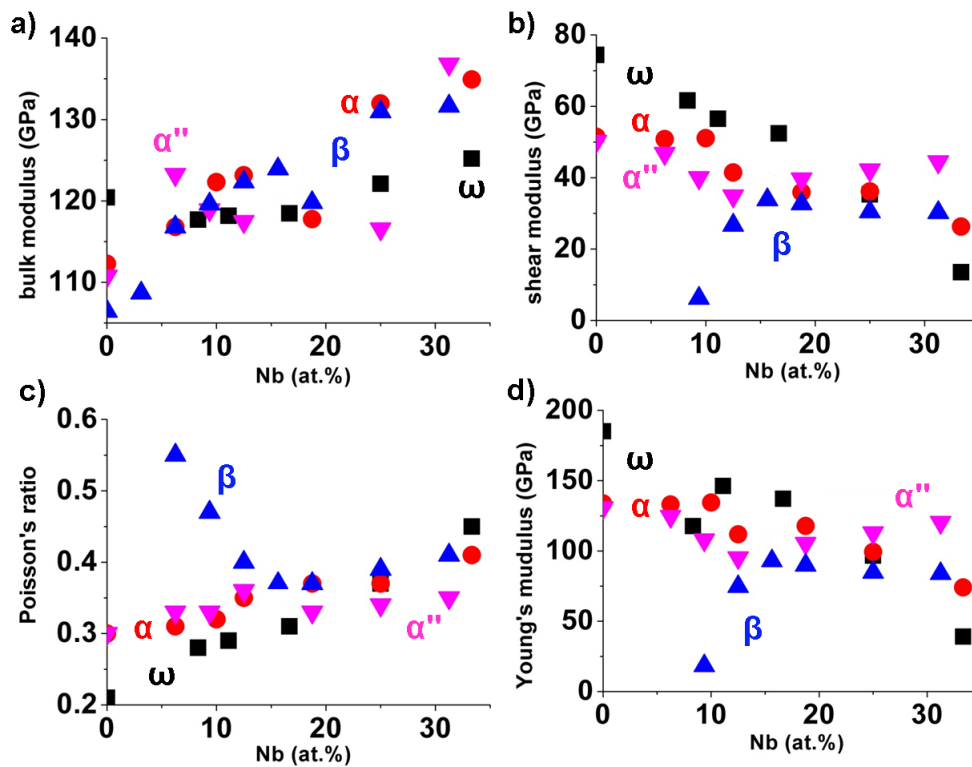 a)
140
130
120
110
bulk modulus (GPa)
α''
α
β
ω
0
10
20
30
Nb (at.%)
b)
80
60
40
20
0
shear modulus (GPa)
ω
α
α''
β
0
10
20
30
Nb (at.%)
c)
0.6
0.5
0.4
0.3
0.2
Poisson's ratio
β
α
α''
ω
0
10
20
30
Nb (at.%)
d)
200
150
100
50
0
Young's mudulus (GPa)
ω
α''
α
β
0
10
20
30
Nb (at.%)